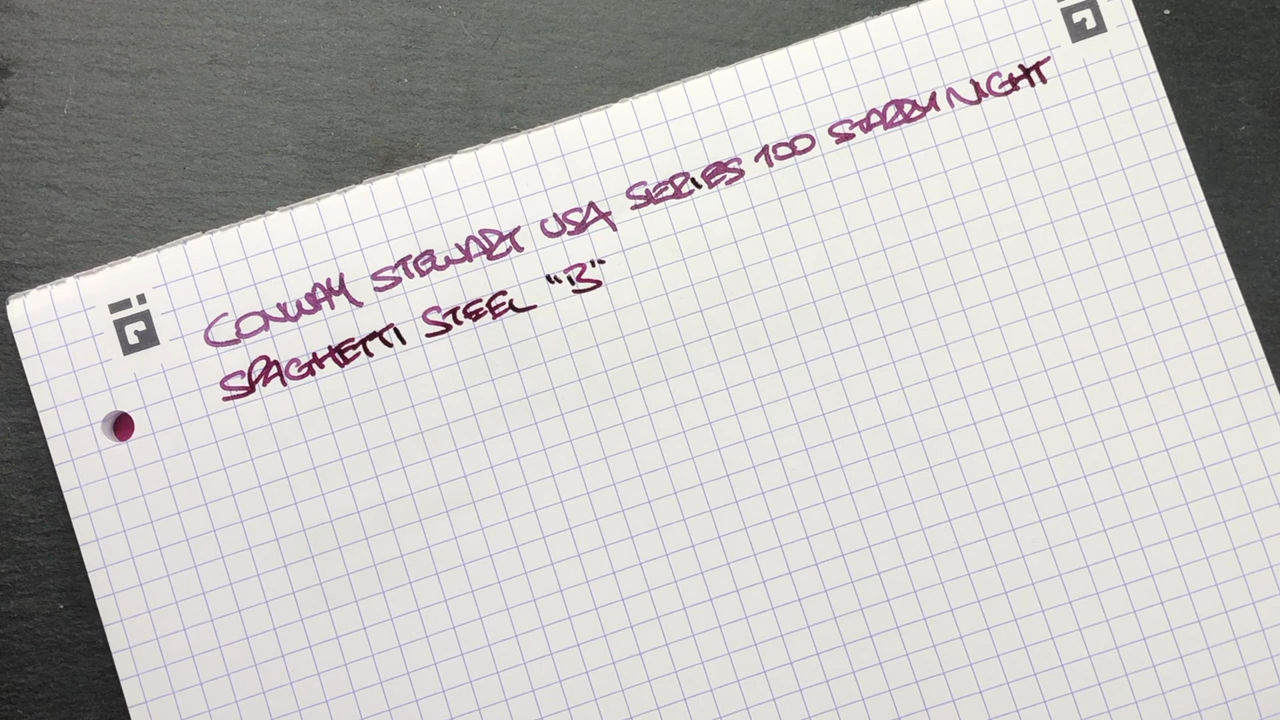 CONWAY STEWART USA SERIES 100 STARRY NIGHT
SPAGHETTI STEEL "B"